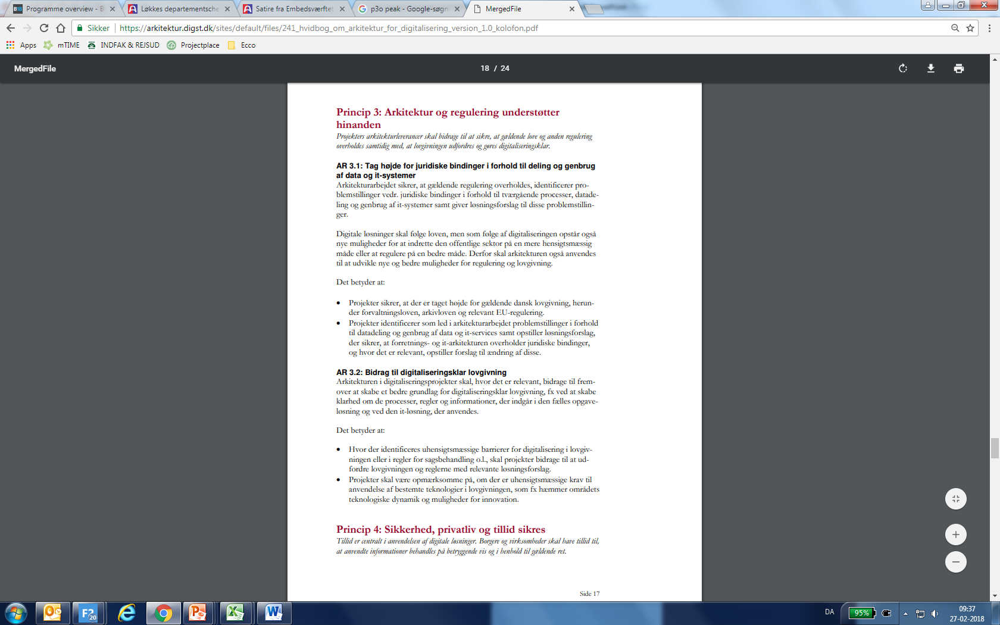 Programme overview - B
Løkkes departementsche
Satire fra Embedsværftet
p3o peak - Google-søgn
MergedFile
Sikker
https://arkitektur.digst.dk/sites/default/files/241_hvidbog_om_arkitektur_for_digitalisering_version_1.0_kolofon.pdf
Apps mTIME INDFAK & REJSUD Projectplace Ecco
MergedFile
18 / 24
Princip 3: Arkitektur og regulering understøtter
hinanden
Projekters arkitekturleverancer skal bidrage til at sikre, at gældende love og anden regulering
overholdes samtidig med, at lovgivningen udfordres og gøres digitaliseringsklar.
AR 3.1: Tag højde for juridiske bindinger i forhold til deling og genbrug
af data og it-systemer
Arkitekturarbejdet sikrer, at gældende regulering overholdes, identificerer pro-
blemstillinger vedr. juridiske bindinger i forhold til tværgående processer, datade-
ling og genbrug af it-systemer samt giver løsningsforslag til disse problemstillin-
ger.
Digitale løsninger skal følge loven, men som følge af digitaliseringen opstår også
nye muligheder for at indrette den offentlige sektor på en mere hensigtsmæssig
måde eller at regulere på en bedre måde. Derfor skal arkitekturen også anvendes
til at udvikle nye og bedre muligheder for regulering og lovgivning.
Det betyder at:
• Projekter sikrer, at der er taget højde for gældende dansk lovgivning, herun-
der forvaltningsloven, arkivloven og relevant EU-regulering.
• Projekter identificerer som led i arkitekturarbejdet problemstillinger i forhold
til datadeling og genbrug af data og it-services samt opstiller løsningsforslag,
der sikrer, at forretnings- og it-arkitekturen overholder juridiske bindinger,
og hvor det er relevant, opstiller forslag til ændring af disse.
AR 3.2: Bidrag til digitaliseringsklar lovgivning
Arkitekturen i digitaliseringsprojekter skal, hvor det er relevant, bidrage til frem-
over at skabe et bedre grundlag for digitaliseringsklar lovgivning, fx ved at skabe
klarhed om de processer, regler og informationer, der indgår i den fælles opgave-
løsning og ved den it-løsning, der anvendes.
Det betyder at:
• Hvor der identificeres uhensigtsmæssige barrierer for digitalisering i lovgiv-
ningen eller i regler for sagsbehandling o.l., skal projekter bidrage til at ud-
fordre lovgivningen og reglerne med relevante løsningsforslag.
• Projekter skal være opmærksomme på, om der er uhensigtsmæssige krav til
anvendelse af bestemte teknologier i lovgivningen, som fx hæmmer områdets
teknologiske dynamik og muligheder for innovation.
Princip 4: Sikkerhed, privatliv og tillid sikres
Tillid er centralt i anvendelsen af digitale løsninger. Borgere og virksomheder skal have tillid til,
at anvendte informationer behandles på betryggende vis og i henhold til gældende ret.
Side 17
DA
95%
09:37
27-02-2018